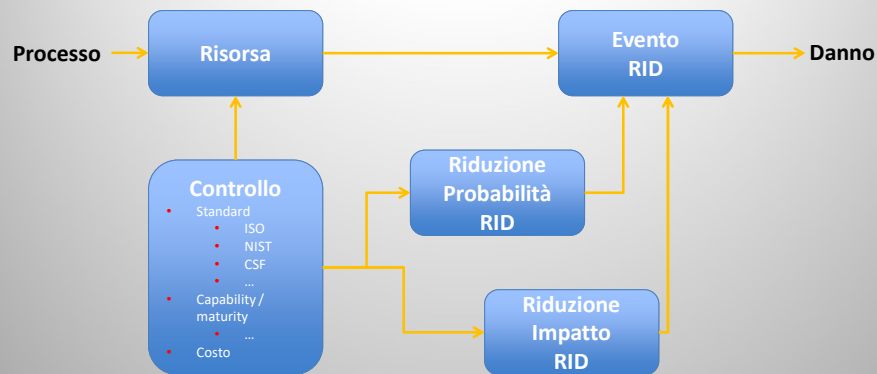 Processo
Risorsa
Evento
RID
Danno
Controllo
• Standard
• ISO
• NIST
• CSF
• ...
• Capability / 
maturity
• ...
• Costo
Riduzione
Probabilità
RID
Riduzione
Impatto
RID